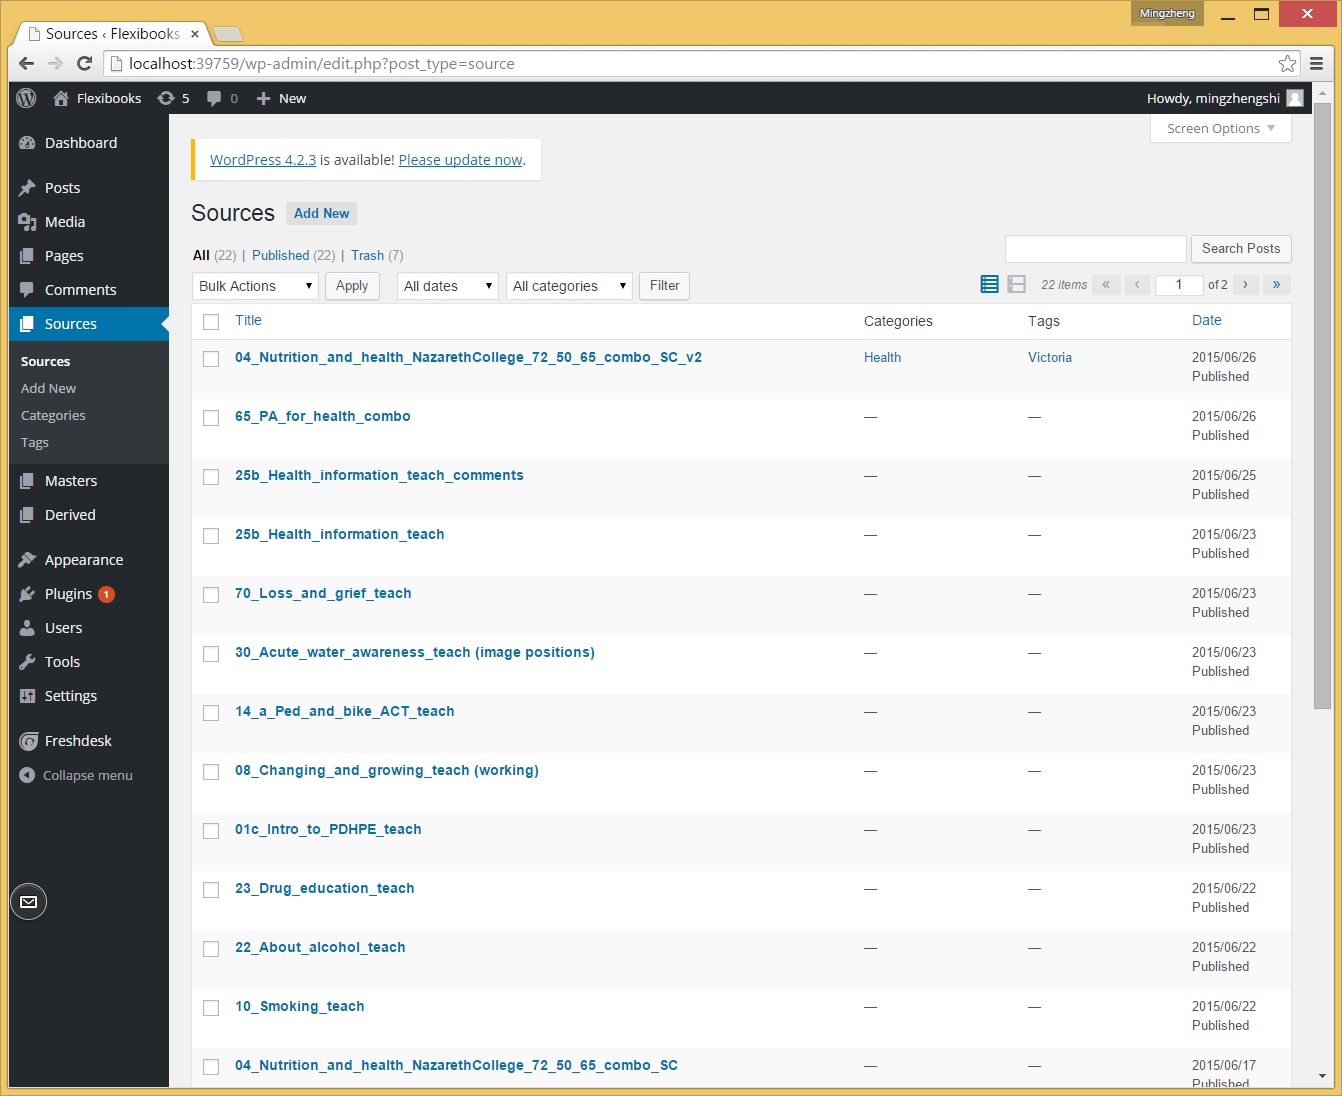 Mingzheng
Sources ‹ Flexibooks
localhost:39759/wp-admin/edit.php?post_type=source
Flexibooks 5 0 New Howdy, mingzhengshi
Screen Options
Dashboard
Posts
Media
Pages
Comments
Sources
Sources
Add New
Categories
Tags
Masters
Derived
Appearance
Plugins 1
Users
Tools
Settings
Freshdesk
Collapse menu
WordPress 4.2.3 is available! Please update now.
Sources Add New
All (22) | Published (22) | Trash (7) Search Posts
Bulk Actions Apply All dates All categories Filter 22 items « ‹ 1 of 2 › »
Title Categories Tags Date
04_Nutrition_and_health_NazarethCollege_72_50_65_combo_SC_v2 Health Victoria 2015/06/26
Published
65_PA_for_health_combo — — 2015/06/26
Published
25b_Health_information_teach_comments — — 2015/06/25
Published
25b_Health_information_teach — — 2015/06/23
Published
70_Loss_and_grief_teach — — 2015/06/23
Published
30_Acute_water_awareness_teach (image positions) — — 2015/06/23
Published
14_a_Ped_and_bike_ACT_teach — — 2015/06/23
Published
08_Changing_and_growing_teach (working) — — 2015/06/23
Published
01c_Intro_to_PDHPE_teach — — 2015/06/23
Published
23_Drug_education_teach — — 2015/06/22
Published
22_About_alcohol_teach — — 2015/06/22
Published
10_Smoking_teach — — 2015/06/22
Published
04_Nutrition_and_health_NazarethCollege_72_50_65_combo_SC — — 2015/06/17
Published